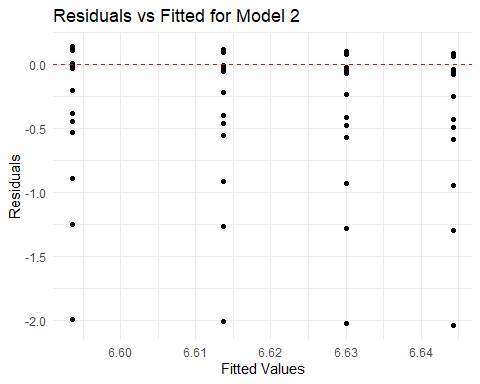 Residuals vs Fitted for Model 2
0.0
-0.5
-1.0
-1.5
-2.0
Residuals
6.60 6.61 6.62 6.63 6.64
Fitted Values